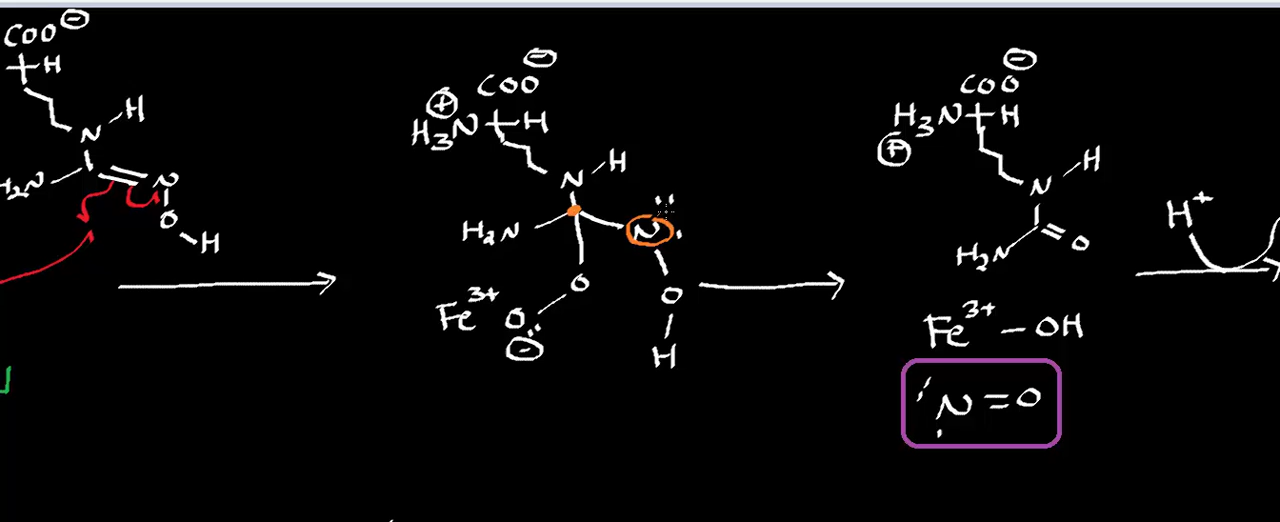 COO⊖
H
N-H
H₂N
N
O
H
COO⊖
⊕
H₃N H
N-H
H₂N N
O O
Fe³⁺ O⊖ H
COO⊖
H₃N H
⊕
N-H
H₂N O
Fe³⁺ - OH
N=O
H⁺